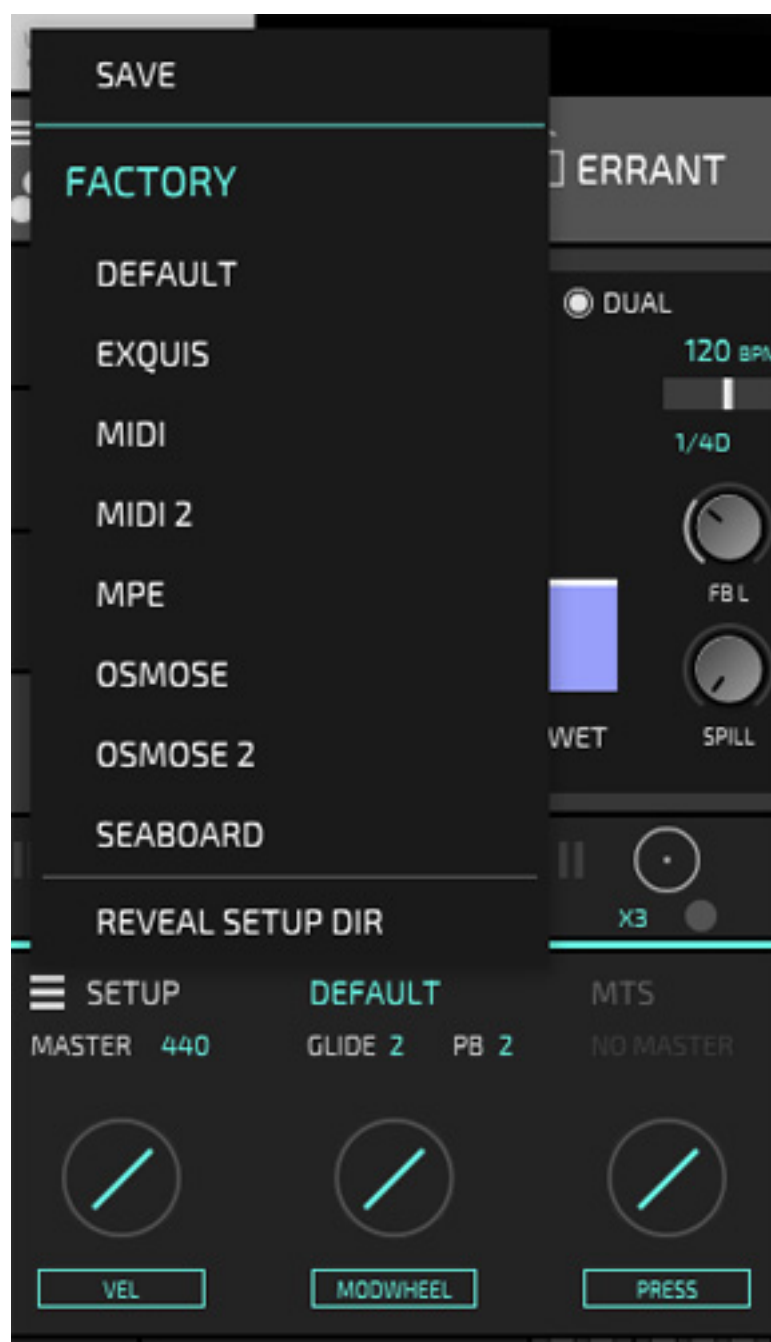 SAVE
FACTORY
ERRANT
DEFAULT
DUAL
EXQUIS
120 BPM
MIDI
1/4D
MIDI 2
MPE
FB L
OSMOSE
OSMOSE 2
WET
SPILL
SEABOARD
REVEAL SETUP DIR
X3
SETUP DEFAULT MTS
MASTER 440 GLIDE 2 PB 2 NO MASTER
VEL MODWHEEL PRESS